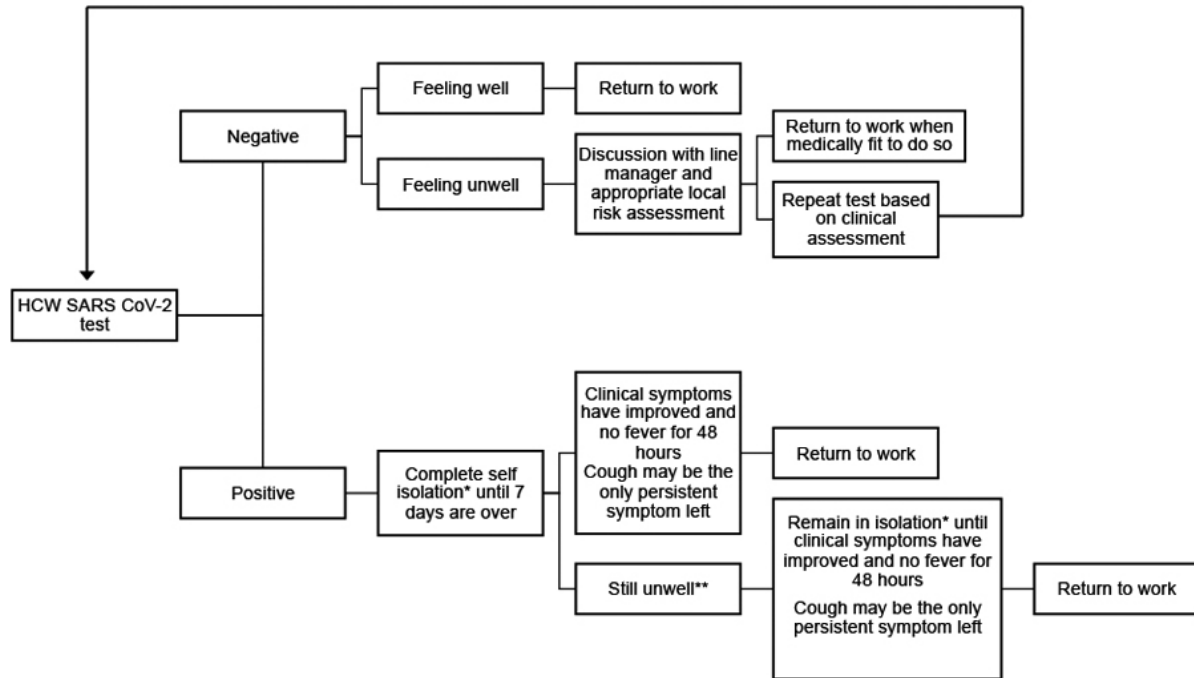 Feeling well
Return to work
Negative
Return to work when
medically fit to do so
Discussion with line
manager and
appropriate local
risk assessment
Feeling unwell
Repeat test based
on clinical
assessment
HCW SARS CoV-2
test
Clinical symptoms
have improved and
no fever for 48
hours
Cough may be the
only persistent
symptom left
Return to work
Positive
Complete self
isolation* until 7
days are over
Remain in isolation* until
clinical symptoms have
improved and no fever for
48 hours
Cough may be the only
persistent symptom left
Still unwell**
Return to work